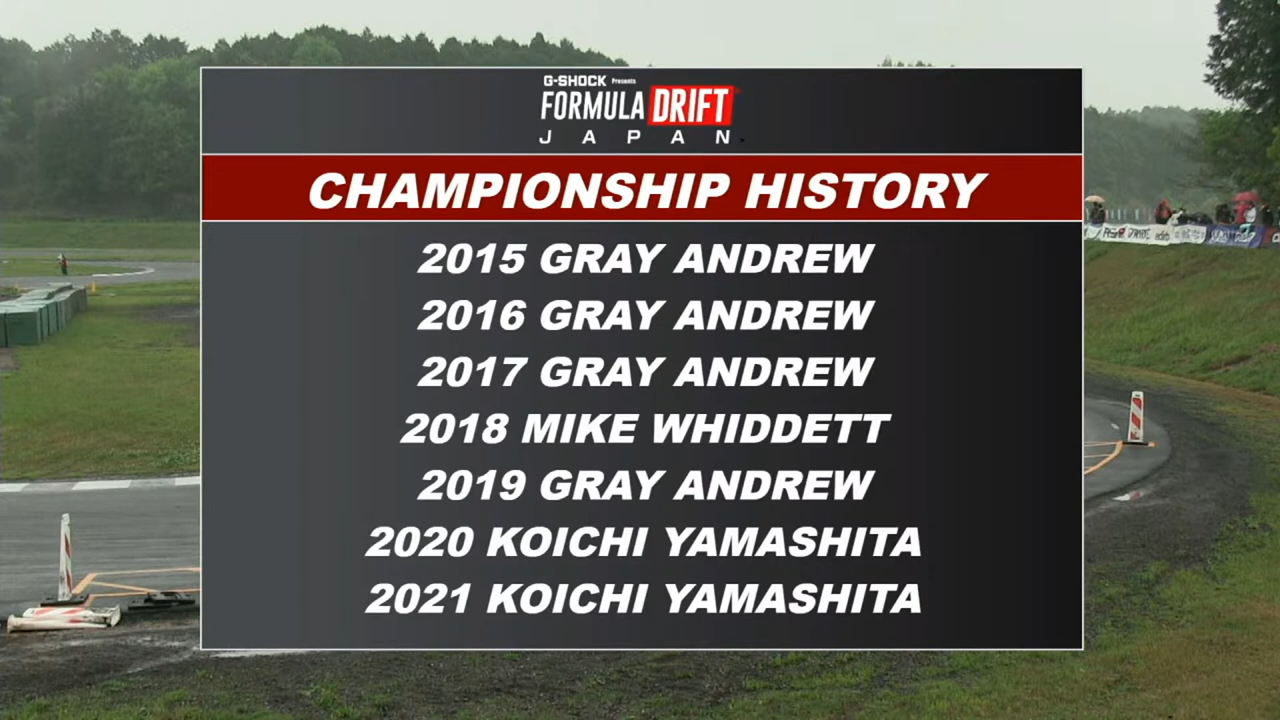 G-SHOCK Presents
FORMULA DRIFT
JAPAN
CHAMPIONSHIP HISTORY
2015 GRAY ANDREW
2016 GRAY ANDREW
2017 GRAY ANDREW
2018 MIKE WHIDDETT
2019 GRAY ANDREW
2020 KOICHI YAMASHITA
2021 KOICHI YAMASHITA